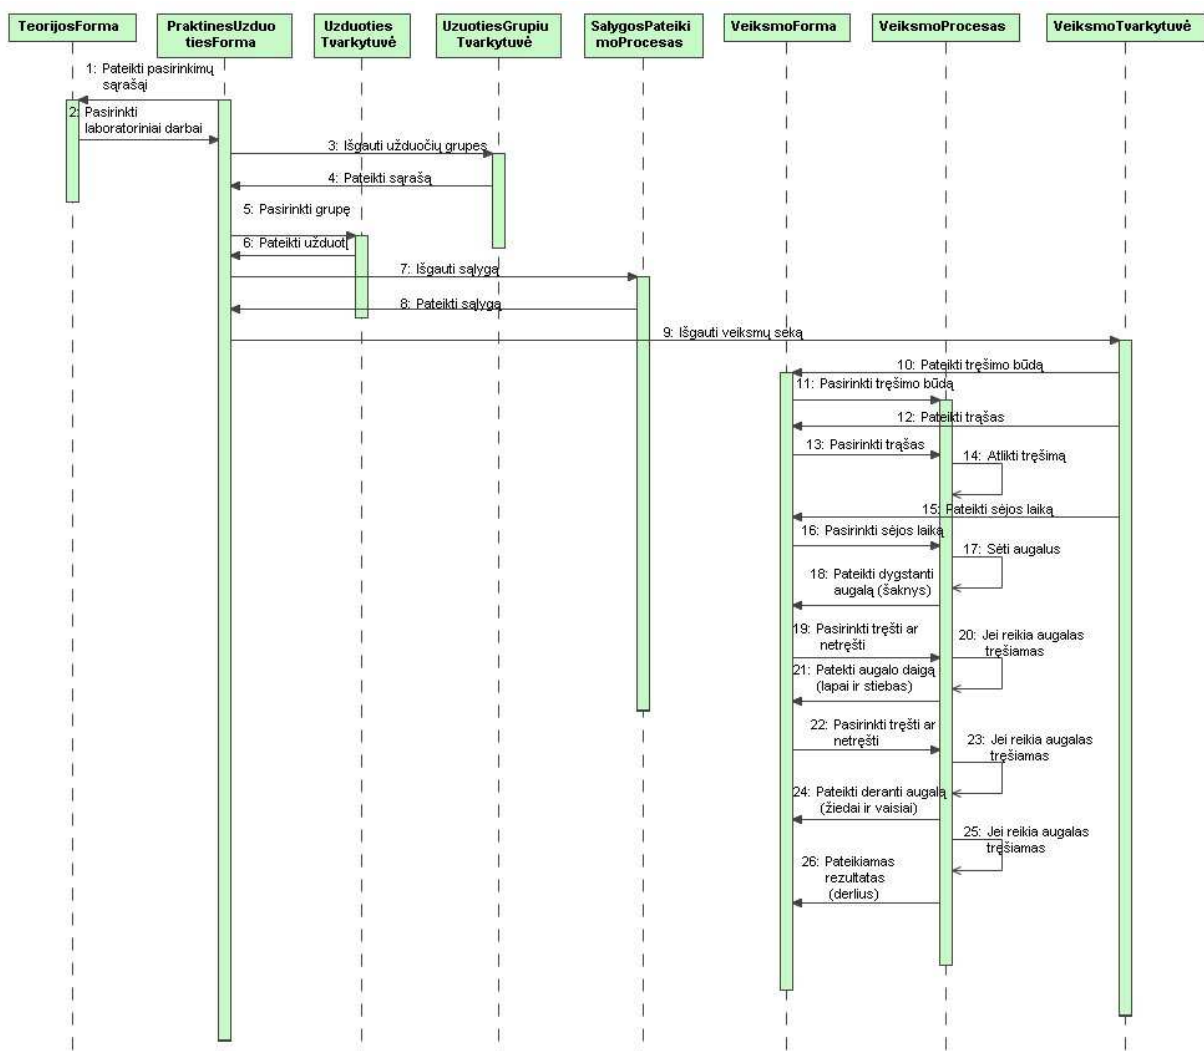 TeorijosForma
PraktinesUzduo
tiesForma
Uzduoties
Tvarkytuvė
UzuotiesGrupiu
Tvarkytuvė
SalygosPateiki
moProcesas
VeiksmoForma
VeiksmoProcesas
VeiksmoTvarkytuvė
1: Pateikti pasirinkimų
sąrašąi
2: Pasirinkti
laboratoriniai darbai
3: Išgauti užduočių grupes
4: Pateikti sąrašą
5: Pasirinkti grupę
6: Pateikti užduotį
7: Išgauti sąlygą
8: Pateikti sąlygą
9: Išgauti veiksmų seką
10: Pateikti tręšimo būdą
11: Pasirinkti tręšimo būdą
12: Pateikti trąšas
13: Pasirinkti trąšas
14: Atlikti tręšimą
15: Pateikti sėjos laiką
16: Pasirinkti sėjos laiką
17: Sėti augalus
18: Pateikti dygstanti
augalą (šaknys)
19: Pasirinkti tręšti ar
netręšti
20: Jei reikia augalas
tręšiamas
21: Patekti augalo daigą
(lapai ir stiebas)
22: Pasirinkti tręšti ar
netręšti
23: Jei reikia augalas
tręšiamas
24: Pateikti deranti augalą
(žiedai ir vaisiai)
25: Jei reikia augalas
tręšiamas
26: Pateikiamas
rezultatas
(derlius)